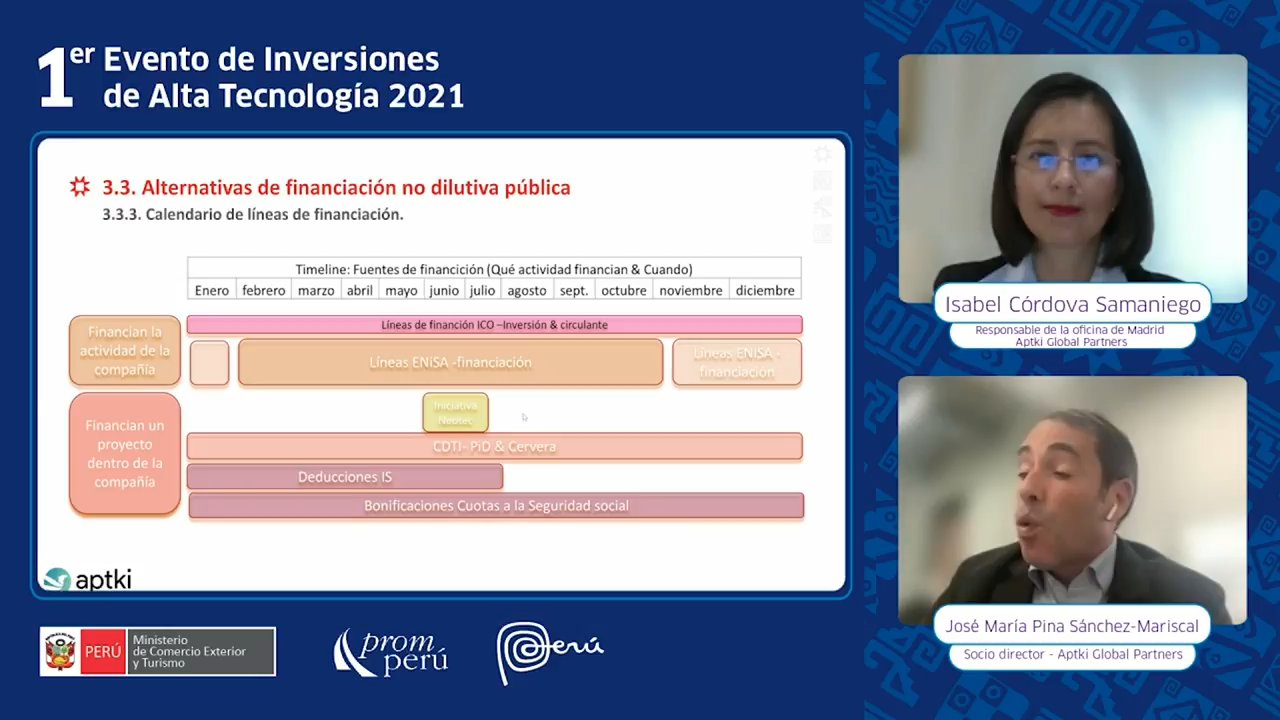 1er Evento de Inversiones
de Alta Tecnología 2021
3.3. Alternativas de financiación no dilutiva pública
3.3.3. Calendario de líneas de financiación.
Timeline: Fuentes de financición (Qué actividad financian & Cuando)
Enero febrero marzo abril mayo junio julio agosto sept. octubre noviembre diciembre
Financian la
actividad de la
compañía
Líneas de financión ICO –Inversión & circulante
Líneas ENISA -financiación
Líneas ENISA -
financiación
Financian un
proyecto
dentro de la
compañía
Iniciativa
Neotec
CDTI- PiD & Cervera
Deducciones IS
Bonificaciones Cuotas a la Seguridad social
aptki
PERÚ
Ministerio
de Comercio Exterior
y Turismo
prom
perú
Perú
Isabel Córdova Samaniego
Responsable de la oficina de Madrid
Aptki Global Partners
José María Pina Sánchez-Mariscal
Socio director - Aptki Global Partners